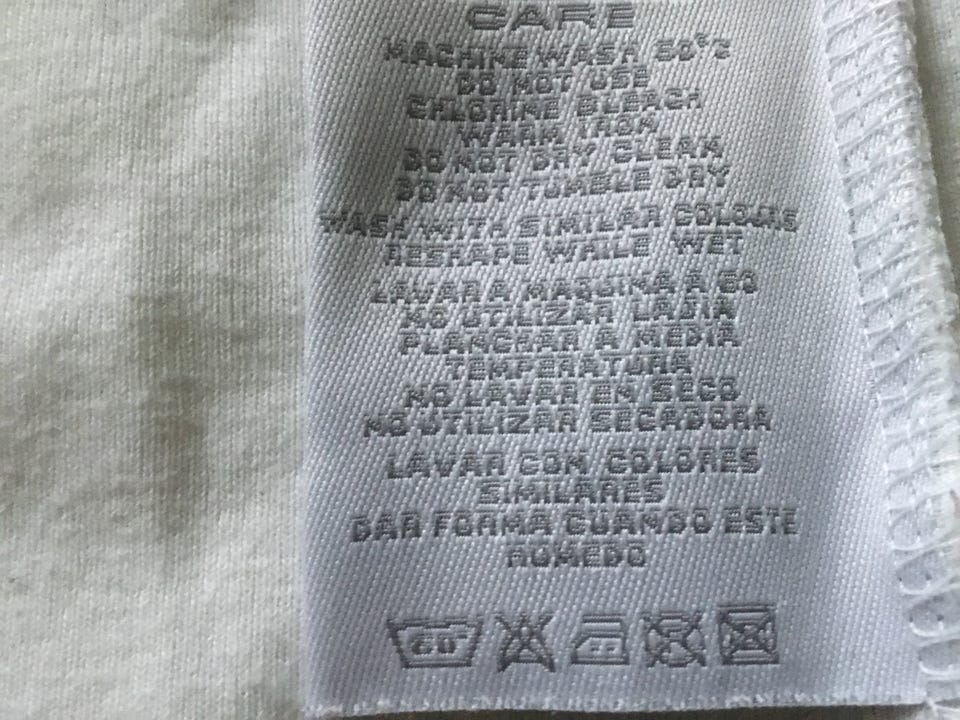 CARE
MACHINE WASH 60°C
DO NOT USE
CHLORINE BLEACH
WARM IRON
DO NOT DRY CLEAN
DO NOT TUMBLE DRY
WASH WITH SIMILAR COLOURS
RESHAPE WHILE WET
LAVAR A MAQUINA A 60
NO UTILIZAR LAJIA
PLANCHAR A MEDIA
TEMPERATURA
NO LAVAR EN SECO
NO UTILIZAR SECADORA
LAVAR CON COLORES
SIMILARES
DAR FORMA CUANDO ESTE
HUMEDO
60